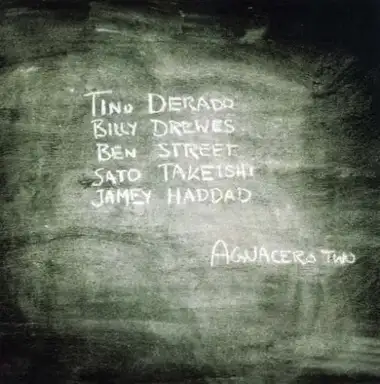 TINO DERADO
BILLY DREWES
BEN STREET
SATO TAKEISHI
JAMEY HADDAD
AGUACERO TWO